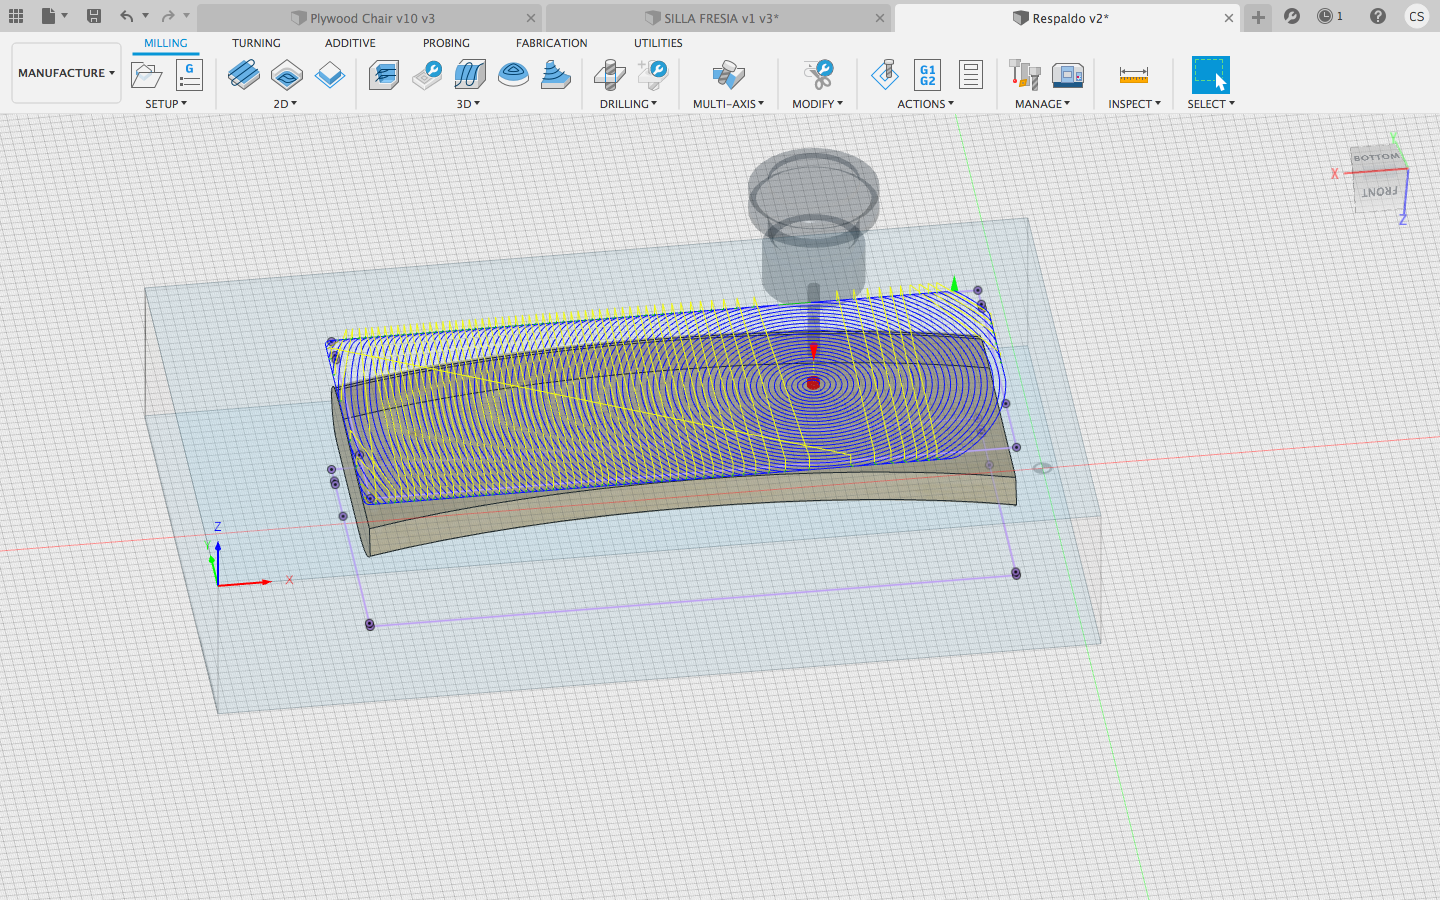 Plywood Chair v10 v3
SILLA FRESIA v1 v3*
Respaldo v2*
1
CS
MILLING
TURNING
ADDITIVE
PROBING
FABRICATION
UTILITIES
MANUFACTURE
G
G1
G2
SETUP
2D
3D
DRILLING
MULTI-AXIS
MODIFY
ACTIONS
MANAGE
INSPECT
SELECT
Y
BOTTOM
X
FRONT
Z
Z
Y
X